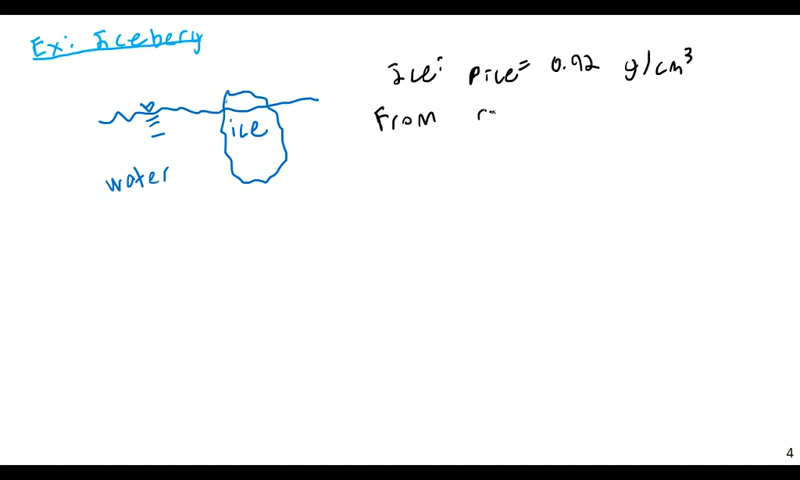 Ex: Iceberg
Ice: ρice = 0.92 g/cm³
From r
ice
water
4